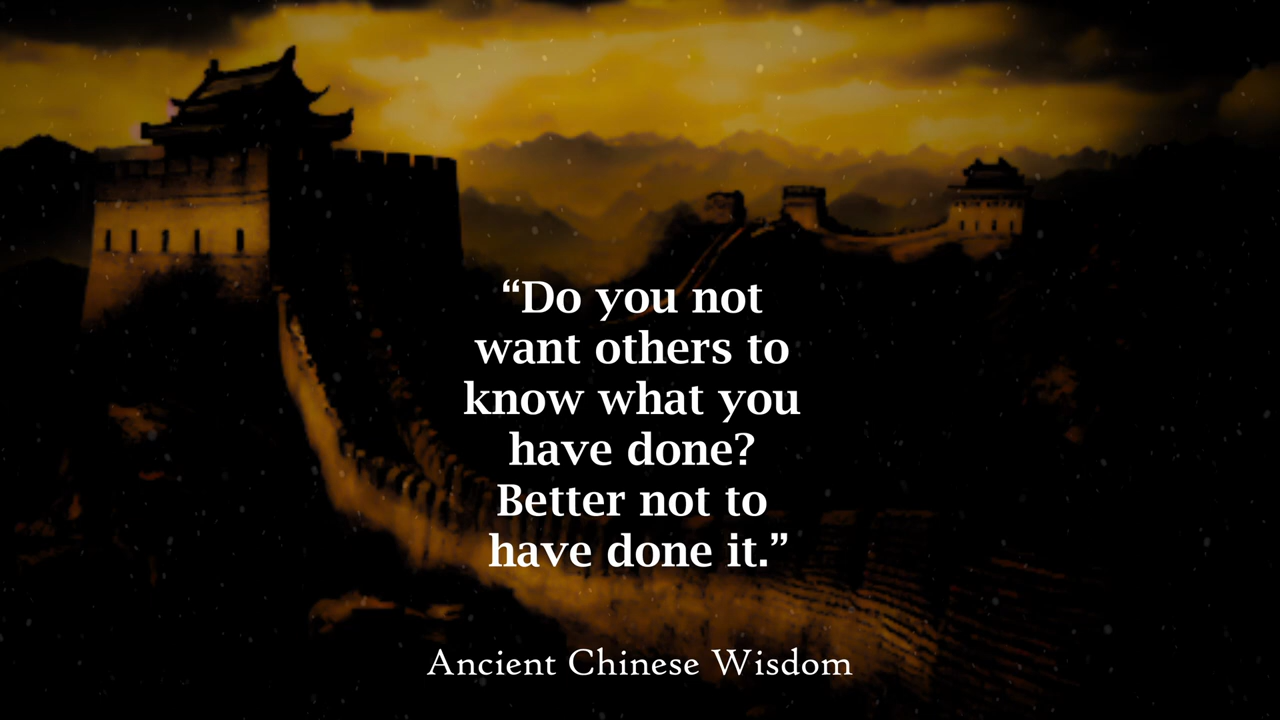 “Do you not
want others to
know what you
have done?
Better not to
have done it.”
Ancient Chinese Wisdom